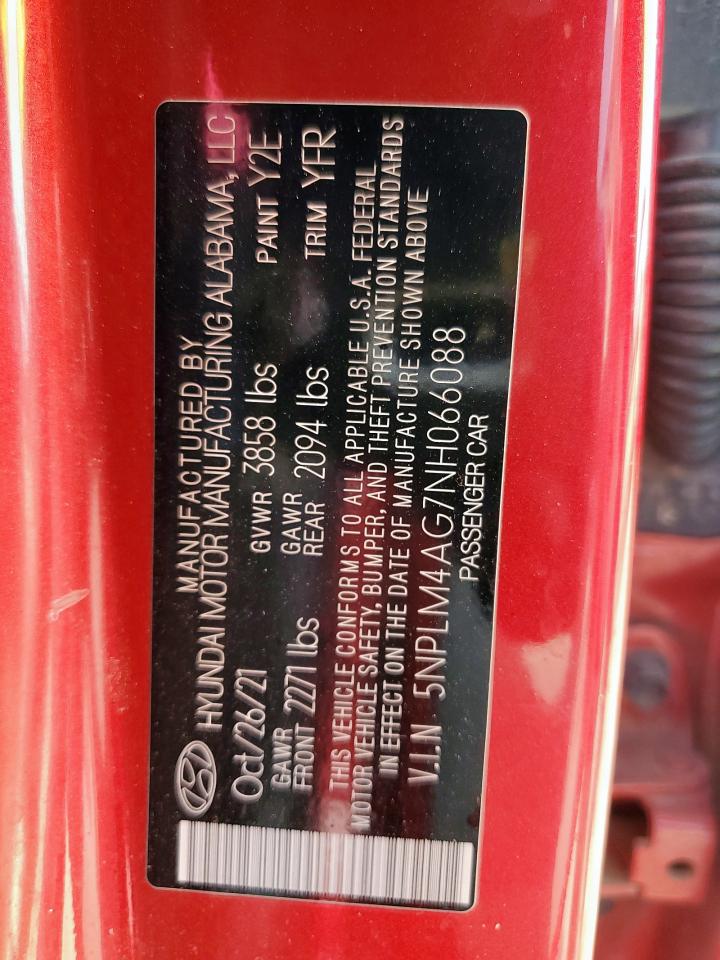 MANUFACTURED BY
HYUNDAI MOTOR MANUFACTURING ALABAMA, LLC
Oct/26/21 GVWR 3858 lbs PAINT Y2E
GAWR FRONT 2271 lbs GAWR REAR 2094 lbs TRIM YFR
THIS VEHICLE CONFORMS TO ALL APPLICABLE U.S.A. FEDERAL
MOTOR VEHICLE SAFETY, BUMPER, AND THEFT PREVENTION STANDARDS
IN EFFECT ON THE DATE OF MANUFACTURE SHOWN ABOVE
V.I.N 5NPLM4AG7NH066088
PASSENGER CAR